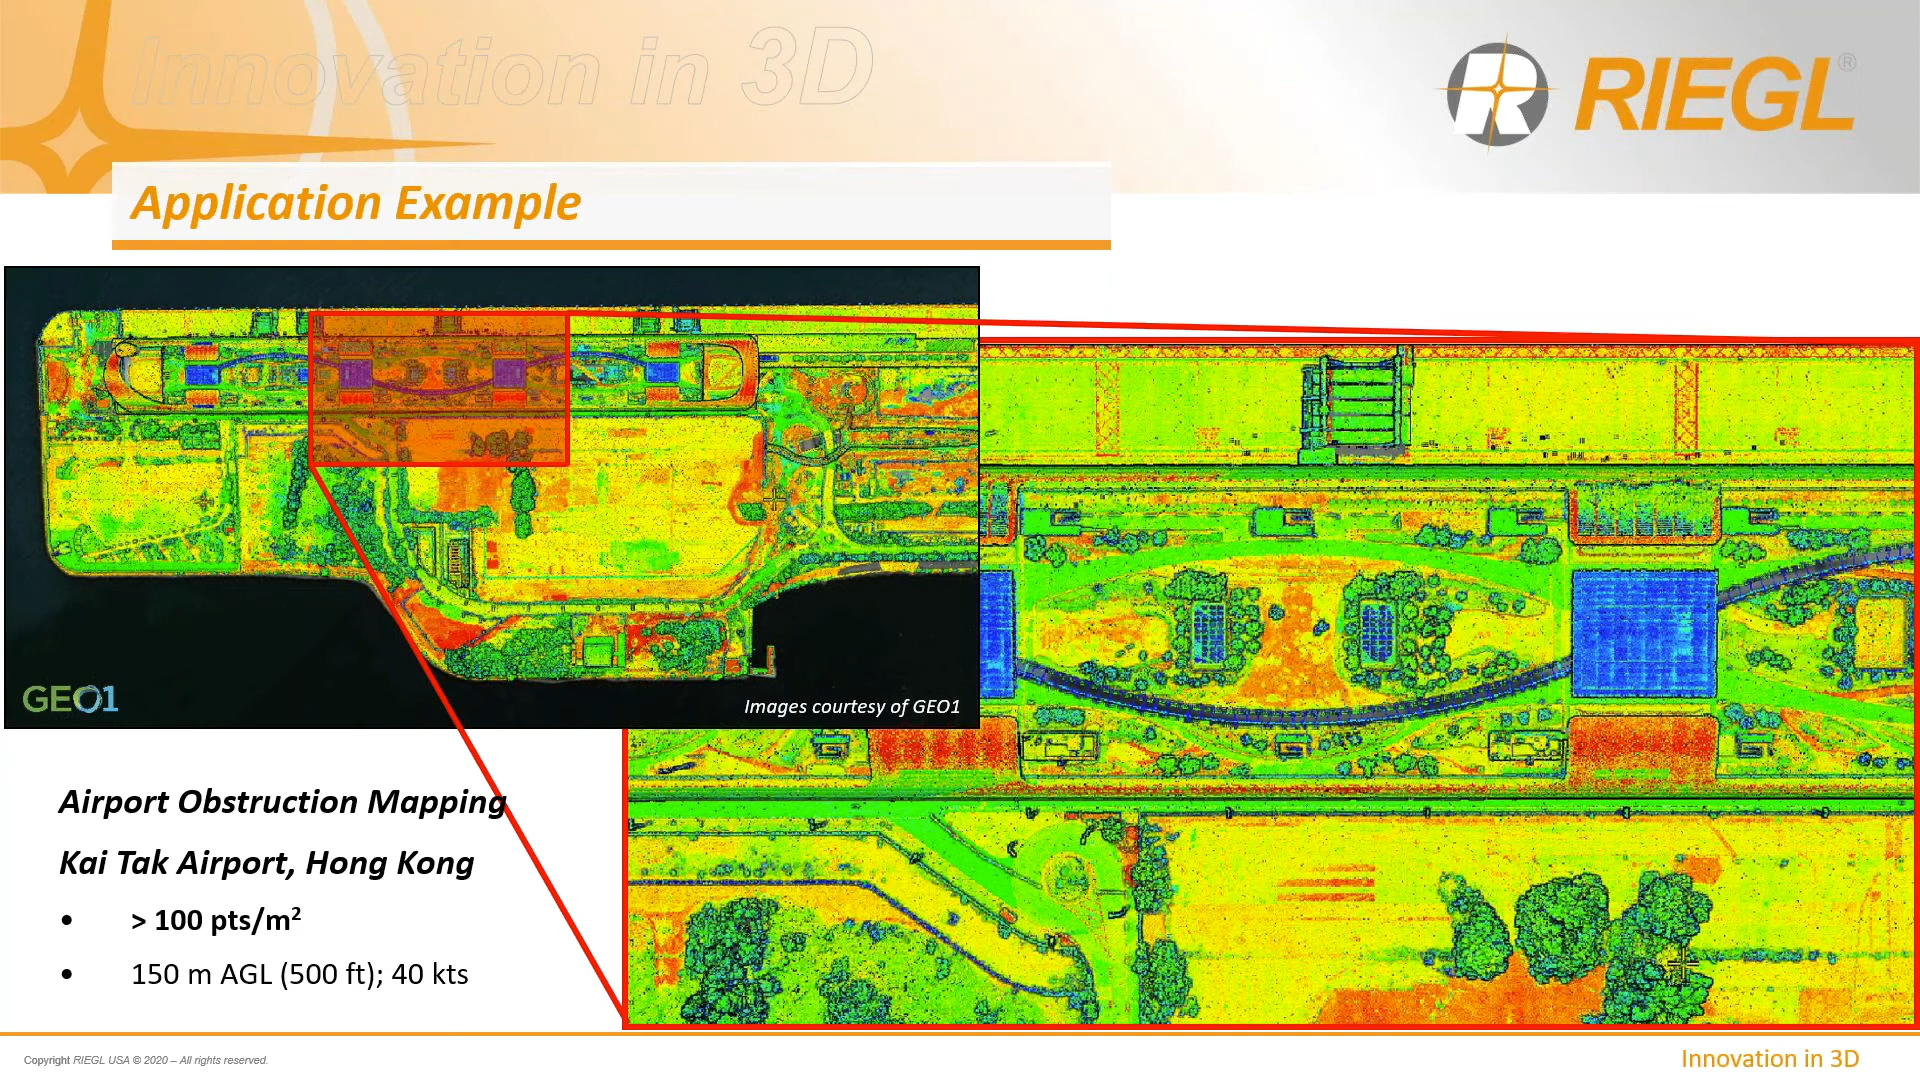 Innovation in 3D
RIEGL®
Application Example
GEO1
Images courtesy of GEO1
Airport Obstruction Mapping
Kai Tak Airport, Hong Kong
• > 100 pts/m²
• 150 m AGL (500 ft); 40 kts
Copyright RIEGL USA © 2020 – All rights reserved.
Innovation in 3D